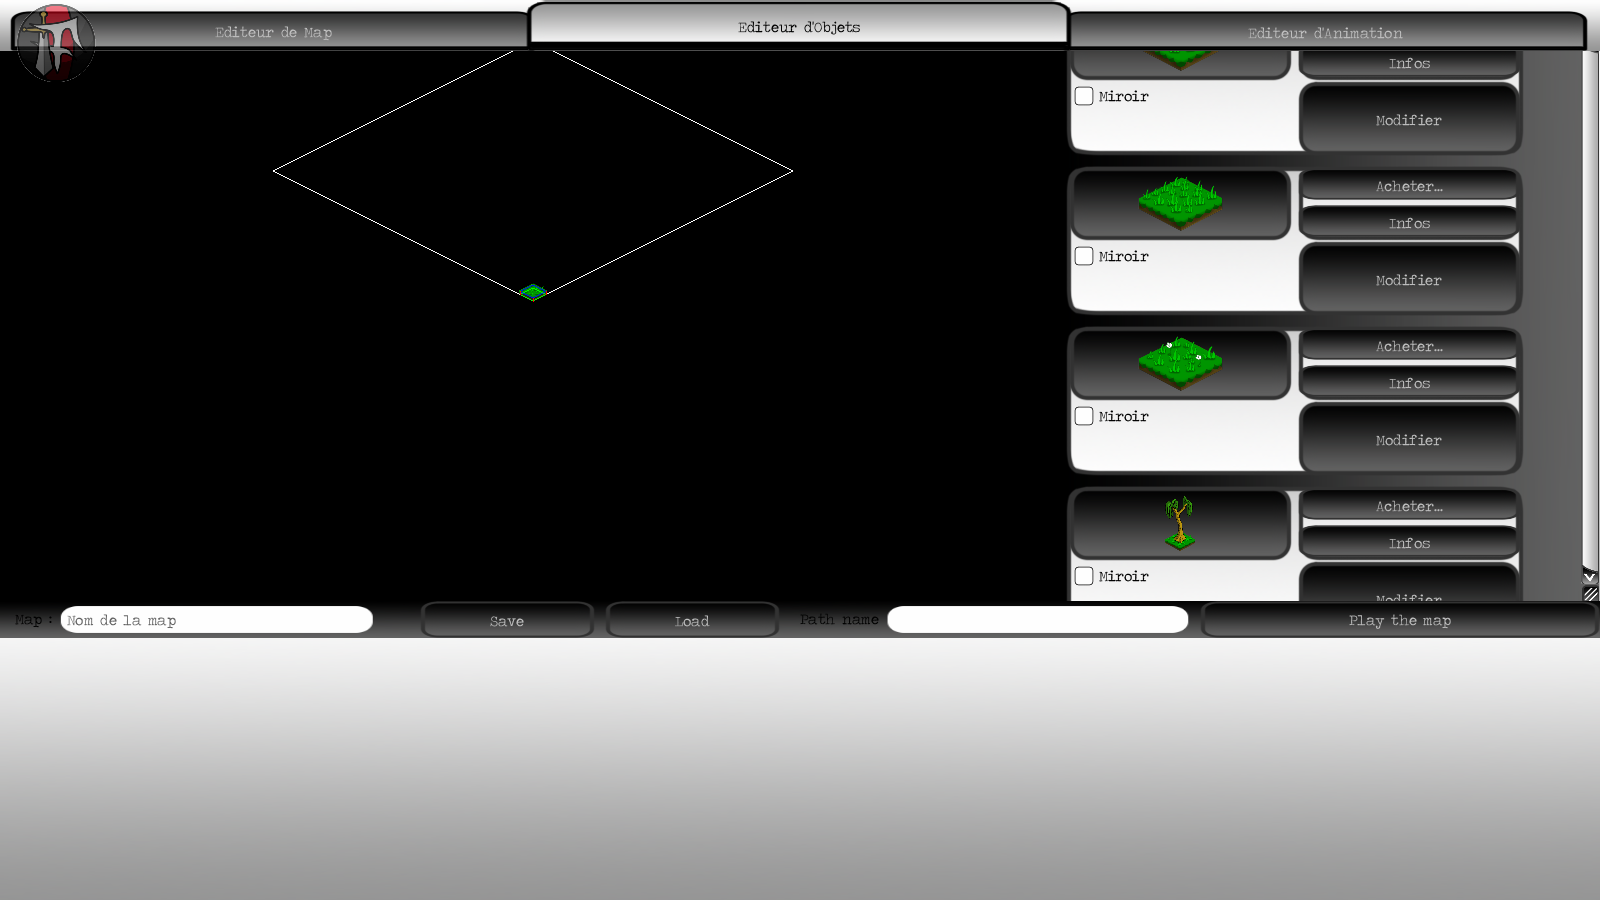 Editeur de Map
Editeur d'Objets
Editeur d'Animation
Infos
Miroir
Modifier
Acheter...
Infos
Miroir
Modifier
Acheter...
Infos
Miroir
Modifier
Acheter...
Infos
Miroir
Modifier
Map :
Nom de la map
Save
Load
Path name
Play the map